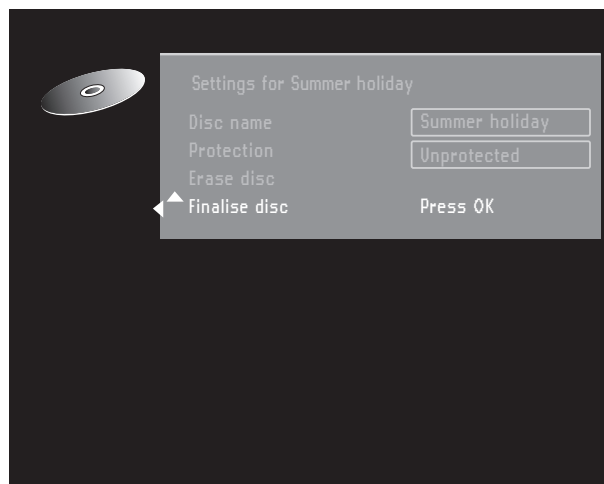 Settings for Summer holiday
Disc name Summer holiday
Protection Unprotected
Erase disc
Finalise disc Press OK